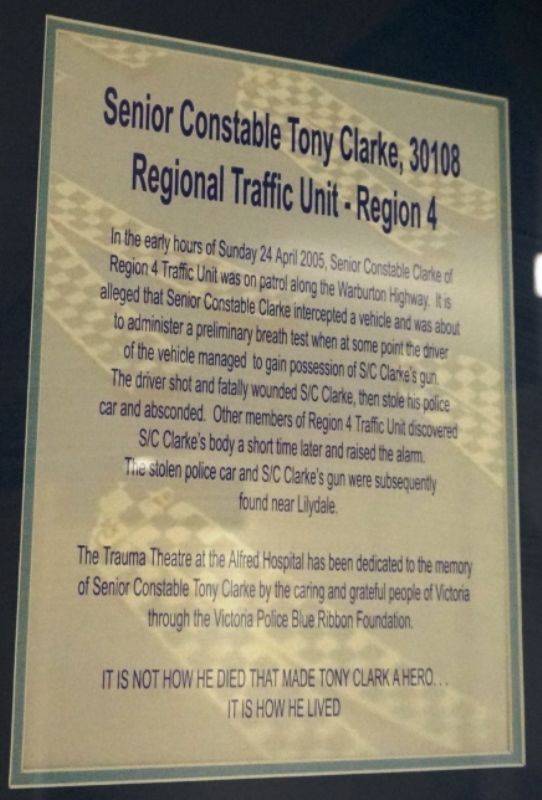 Senior Constable Tony Clarke, 30108
Regional Traffic Unit - Region 4
In the early hours of Sunday 24 April 2005, Senior Constable Clarke of
Region 4 Traffic Unit was on patrol along the Warburton Highway. It is
alleged that Senior Constable Clarke intercepted a vehicle and was about
to administer a preliminary breath test when at some point the driver
of the vehicle managed to gain possession of S/C Clarke's gun.
The driver shot and fatally wounded S/C Clarke, then stole his police
car and absconded. Other members of Region 4 Traffic Unit discovered
S/C Clarke's body a short time later and raised the alarm.
The stolen police car and S/C Clarke's gun were subsequently
found near Lilydale.
The Trauma Theatre at the Alfred Hospital has been dedicated to the memory
of Senior Constable Tony Clarke by the caring and grateful people of Victoria
through the Victoria Police Blue Ribbon Foundation.
IT IS NOT HOW HE DIED THAT MADE TONY CLARK A HERO. . .
IT IS HOW HE LIVED